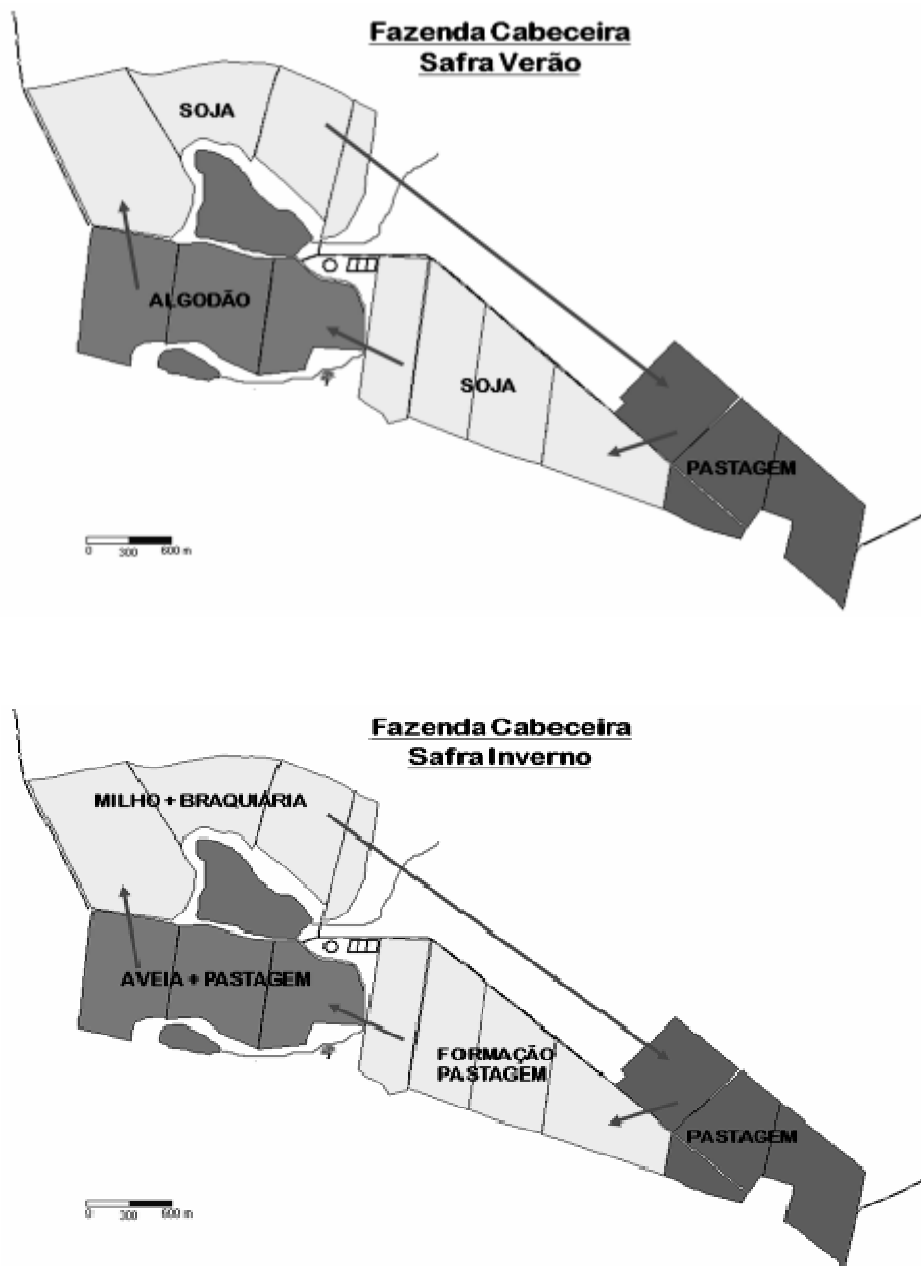 Fazenda Cabeceira
Safra Verão
SOJA
ALGODÃO
SOJA
PASTAGEM
0 300 600 m
Fazenda Cabeceira
Safra Inverno
MILHO + BRAQUIÁRIA
AVEIA + PASTAGEM
FORMAÇÃO
PASTAGEM
PASTAGEM
0 300 600 m